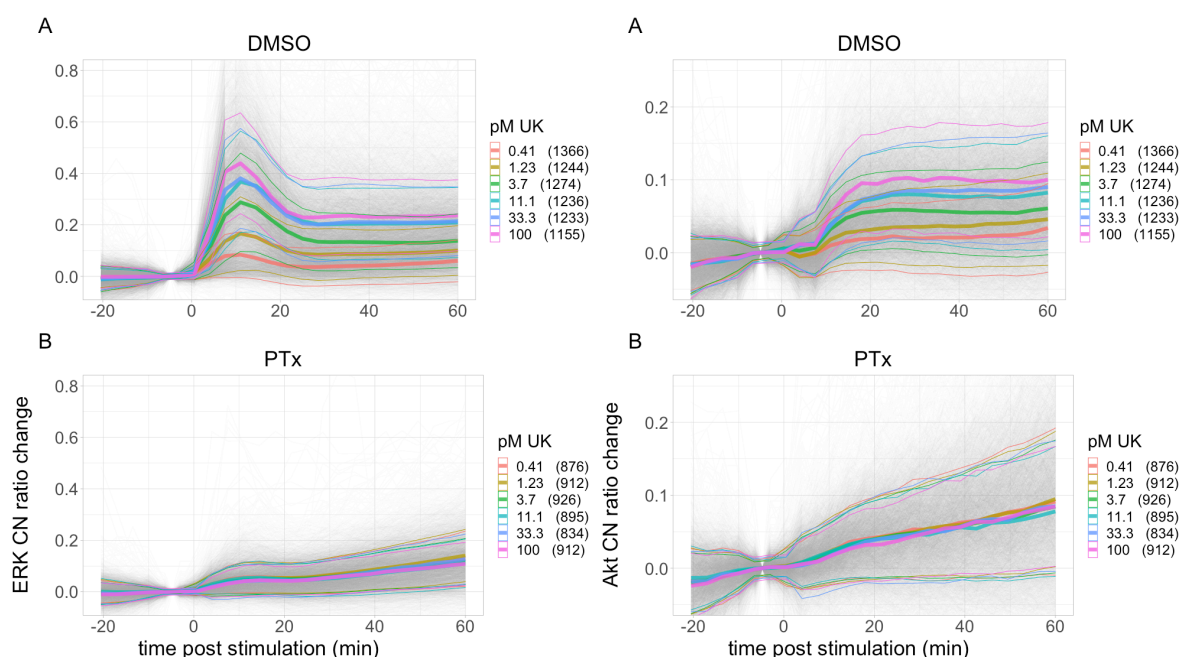 A
DMSO
0.8
0.6
0.4
0.2
0.0
-20 0 20 40 60
pM UK
0.41 (1366)
1.23 (1244)
3.7 (1274)
11.1 (1236)
33.3 (1233)
100 (1155)
A
DMSO
0.2
0.1
0.0
-20 0 20 40 60
pM UK
0.41 (1366)
1.23 (1244)
3.7 (1274)
11.1 (1236)
33.3 (1233)
100 (1155)
B
PTx
ERK CN ratio change
0.8
0.6
0.4
0.2
0.0
-20 0 20 40 60
time post stimulation (min)
pM UK
0.41 (876)
1.23 (912)
3.7 (926)
11.1 (895)
33.3 (834)
100 (912)
B
PTx
Akt CN ratio change
0.2
0.1
0.0
-20 0 20 40 60
time post stimulation (min)
pM UK
0.41 (876)
1.23 (912)
3.7 (926)
11.1 (895)
33.3 (834)
100 (912)